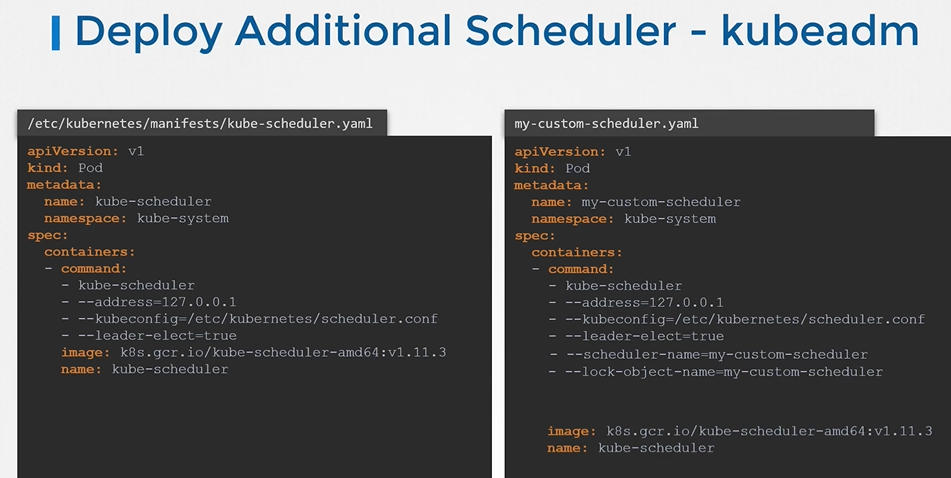 Deploy Additional Scheduler - kubeadm
/etc/kubernetes/manifests/kube-scheduler.yaml
apiVersion: v1
kind: Pod
metadata:
  name: kube-scheduler
  namespace: kube-system
spec:
  containers:
  - command:
    - kube-scheduler
    - --address=127.0.0.1
    - --kubeconfig=/etc/kubernetes/scheduler.conf
    - --leader-elect=true
    image: k8s.gcr.io/kube-scheduler-amd64:v1.11.3
    name: kube-scheduler
my-custom-scheduler.yaml
apiVersion: v1
kind: Pod
metadata:
  name: my-custom-scheduler
  namespace: kube-system
spec:
  containers:
  - command:
    - kube-scheduler
    - --address=127.0.0.1
    - --kubeconfig=/etc/kubernetes/scheduler.conf
    - --leader-elect=true
    - --scheduler-name=my-custom-scheduler
    - --lock-object-name=my-custom-scheduler
    image: k8s.gcr.io/kube-scheduler-amd64:v1.11.3
    name: kube-scheduler